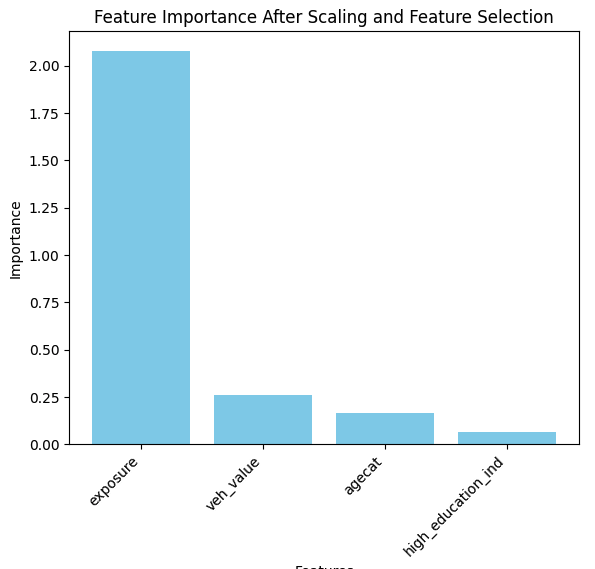 Feature Importance After Scaling and Feature Selection
Importance
2.00
1.75
1.50
1.25
1.00
0.75
0.50
0.25
0.00
exposure
veh_value
agecat
high_education_ind
Features